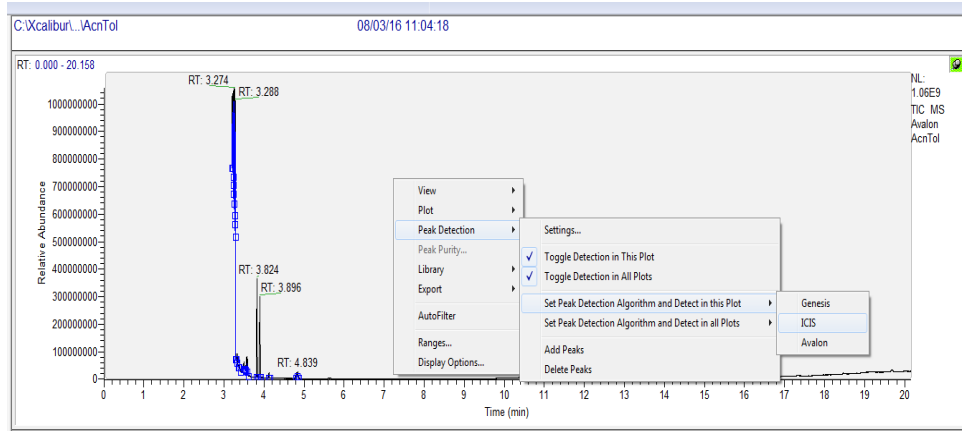 C:\Xcalibur\...\AcnTol 08/03/16 11:04:18
RT: 0.000 - 20.158
RT: 3.274
RT: 3.288
NL:
1.06E9
TIC MS
Avalon
AcnTol
1000000000
900000000
800000000
700000000
600000000
500000000
400000000
300000000
200000000
100000000
0
Relative Abundance
RT: 3.824
RT: 3.896
RT: 4.839
View
Plot
Peak Detection
Peak Purity...
Library
Export
AutoFilter
Ranges...
Display Options...
Settings...
Toggle Detection in This Plot
Toggle Detection in All Plots
Set Peak Detection Algorithm and Detect in this Plot
Set Peak Detection Algorithm and Detect in all Plots
Add Peaks
Delete Peaks
Genesis
ICIS
Avalon
0 1 2 3 4 5 6 7 8 9 10 11 12 13 14 15 16 17 18 19 20
Time (min)